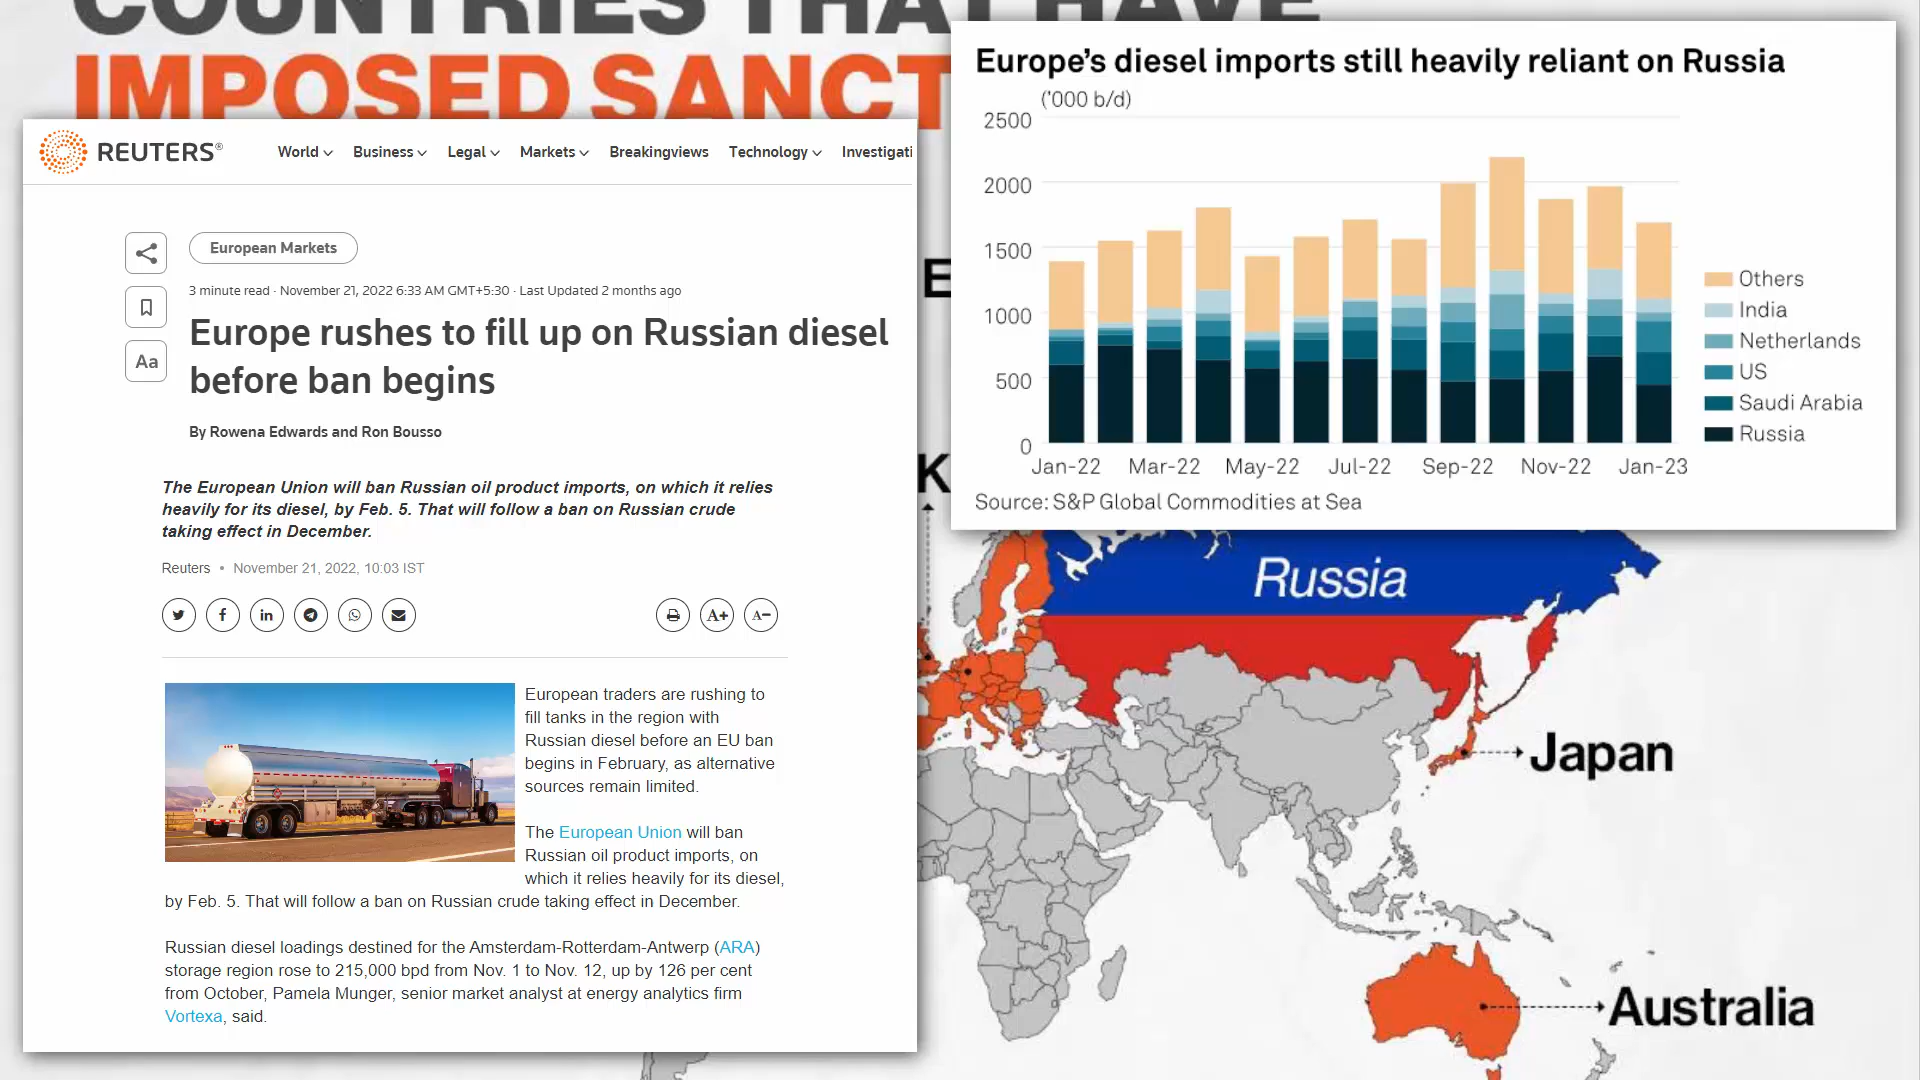 COUNTRIES THAT HAVE
IMPOSED SANCT
REUTERS®
World
Business
Legal
Markets
Breakingviews
Technology
Investigati
European Markets
3 minute read · November 21, 2022 6:33 AM GMT+5:30 · Last Updated 2 months ago
Aa
Europe rushes to fill up on Russian diesel
before ban begins
By Rowena Edwards and Ron Bousso
The European Union will ban Russian oil product imports, on which it relies
heavily for its diesel, by Feb. 5. That will follow a ban on Russian crude
taking effect in December.
Reuters • November 21, 2022, 10:03 IST
A+
A-
European traders are rushing to
fill tanks in the region with
Russian diesel before an EU ban
begins in February, as alternative
sources remain limited.
The European Union will ban
Russian oil product imports, on
which it relies heavily for its diesel,
by Feb. 5. That will follow a ban on Russian crude taking effect in December.
Russian diesel loadings destined for the Amsterdam-Rotterdam-Antwerp (ARA)
storage region rose to 215,000 bpd from Nov. 1 to Nov. 12, up by 126 per cent
from October, Pamela Munger, senior market analyst at energy analytics firm
Vortexa, said.
Europe's diesel imports still heavily reliant on Russia
('000 b/d)
2500
2000
1500
1000
500
0
Jan-22 Mar-22 May-22 Jul-22 Sep-22 Nov-22 Jan-23
Others
India
Netherlands
US
Saudi Arabia
Russia
Source: S&P Global Commodities at Sea
E
K
Russia
Japan
Australia